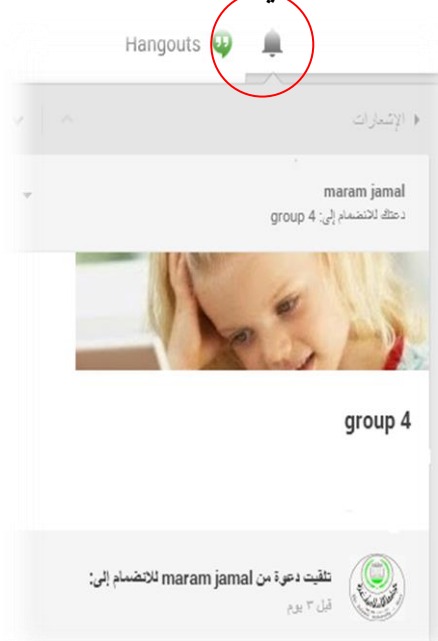 Hangouts
الإشعارات
maram jamal
دعتك للانضمام إلى: group 4
group 4
تلقيت دعوة من maram jamal للانضمام إلى:
قبل ٣ يوم